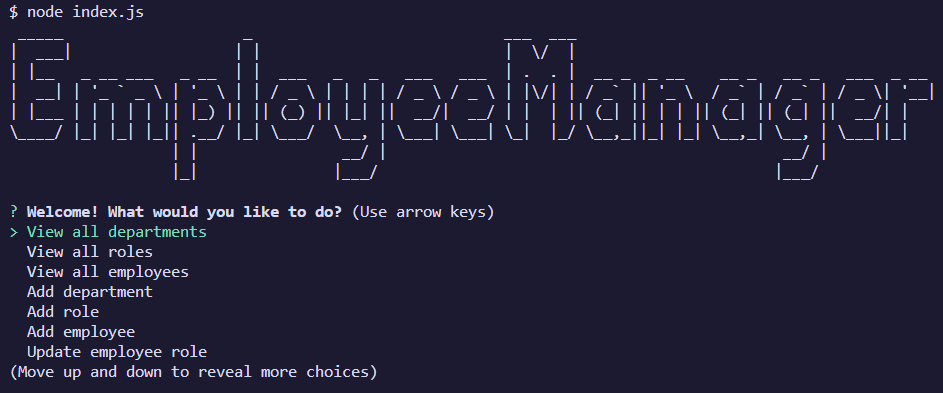 $ node index.js
EmployeeManager
? Welcome! What would you like to do? (Use arrow keys)
> View all departments
View all roles
View all employees
Add department
Add role
Add employee
Update employee role
(Move up and down to reveal more choices)